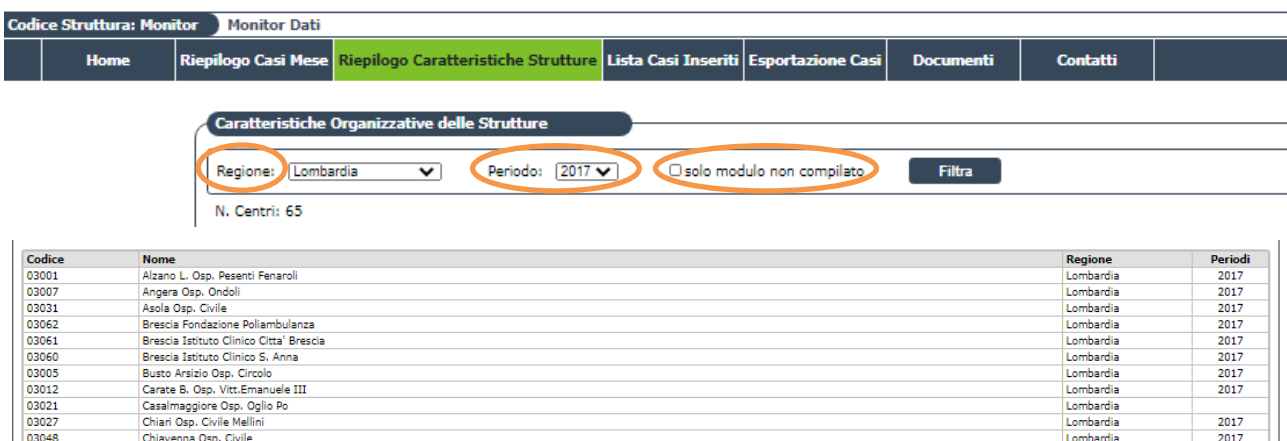 Codice Struttura: Monitor Monitor Dati
Home Riepilogo Casi Mese Riepilogo Caratteristiche Strutture Lista Casi Inseriti Esportazione Casi Documenti Contatti
Caratteristiche Organizzative delle Strutture
Regione: Lombardia Periodo: 2017 solo modulo non compilato Filtra
N. Centri: 65
Codice Nome Regione Periodi
03001 Alzano L. Osp. Pesenti Fenaroli Lombardia 2017
03007 Angera Osp. Ondoli Lombardia 2017
03031 Asola Osp. Civile Lombardia 2017
03062 Brescia Fondazione Poliambulanza Lombardia 2017
03061 Brescia Istituto Clinico Citta' Brescia Lombardia 2017
03060 Brescia Istituto Clinico S. Anna Lombardia 2017
03005 Busto Arsizio Osp. Circolo Lombardia 2017
03012 Carate B. Osp. Vitt.Emanuele III Lombardia 2017
03021 Casalmaggiore Osp. Oglio Po Lombardia
03027 Chiari Osp. Civile Mellini Lombardia 2017
03048 Chiavenna Osp. Civile Lombardia 2017